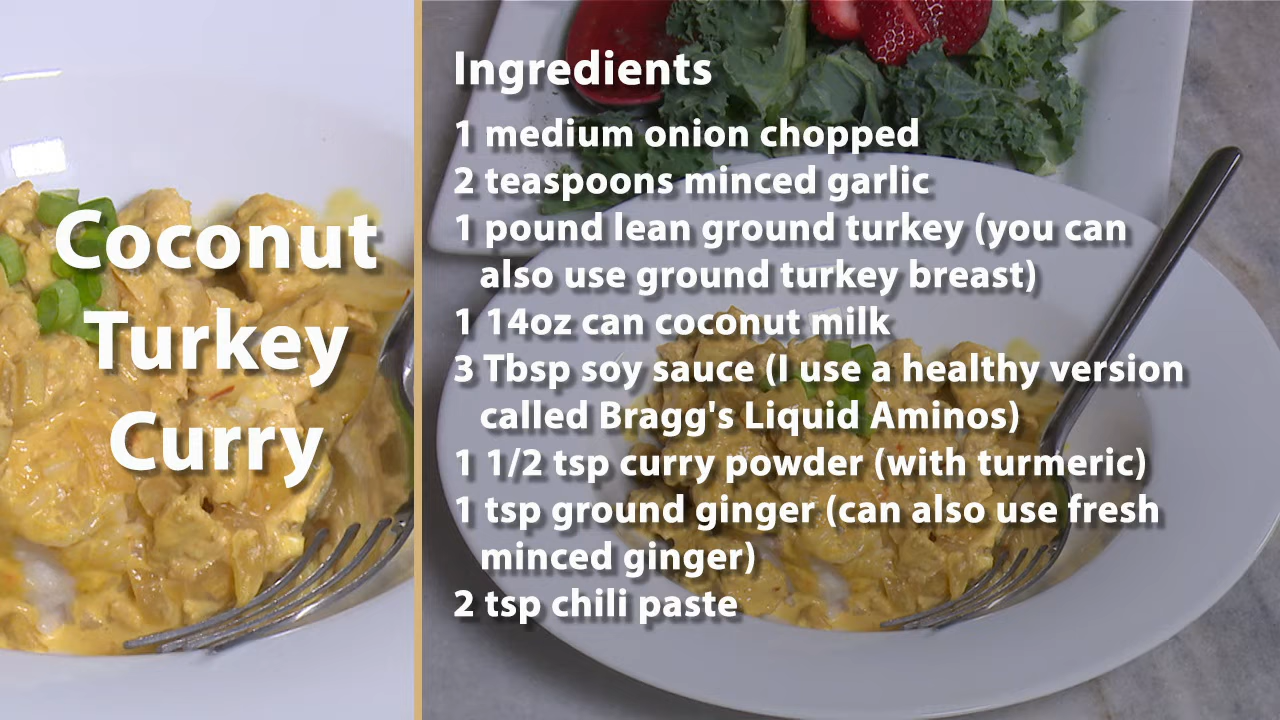 Coconut
Turkey
Curry
Ingredients
1 medium onion chopped
2 teaspoons minced garlic
1 pound lean ground turkey (you can
also use ground turkey breast)
1 14oz can coconut milk
3 Tbsp soy sauce (I use a healthy version
called Bragg's Liquid Aminos)
1 1/2 tsp curry powder (with turmeric)
1 tsp ground ginger (can also use fresh
minced ginger)
2 tsp chili paste